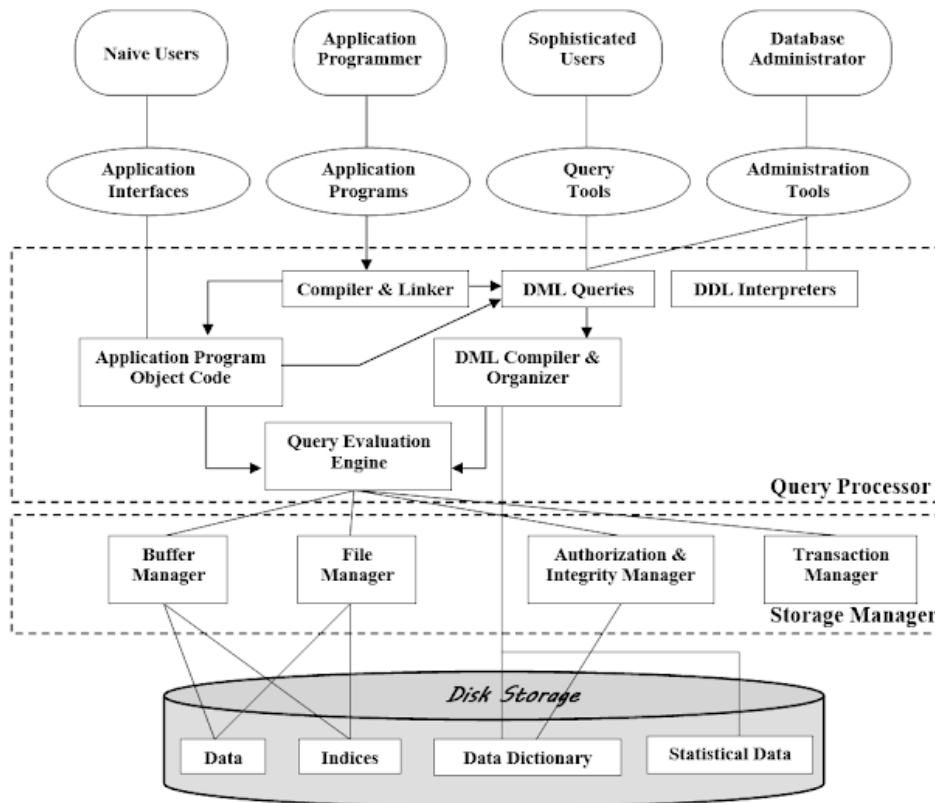 Naive Users
Application
Programmer
Sophisticated
Users
Database
Administrator
Application
Interfaces
Application
Programs
Query
Tools
Administration
Tools
Compiler & Linker
DML Queries
DDL Interpreters
Application Program
Object Code
DML Compiler &
Organizer
Query Evaluation
Engine
Query Processor
Buffer
Manager
File
Manager
Authorization &
Integrity Manager
Transaction
Manager
Storage Manager
Disk Storage
Data
Indices
Data Dictionary
Statistical Data